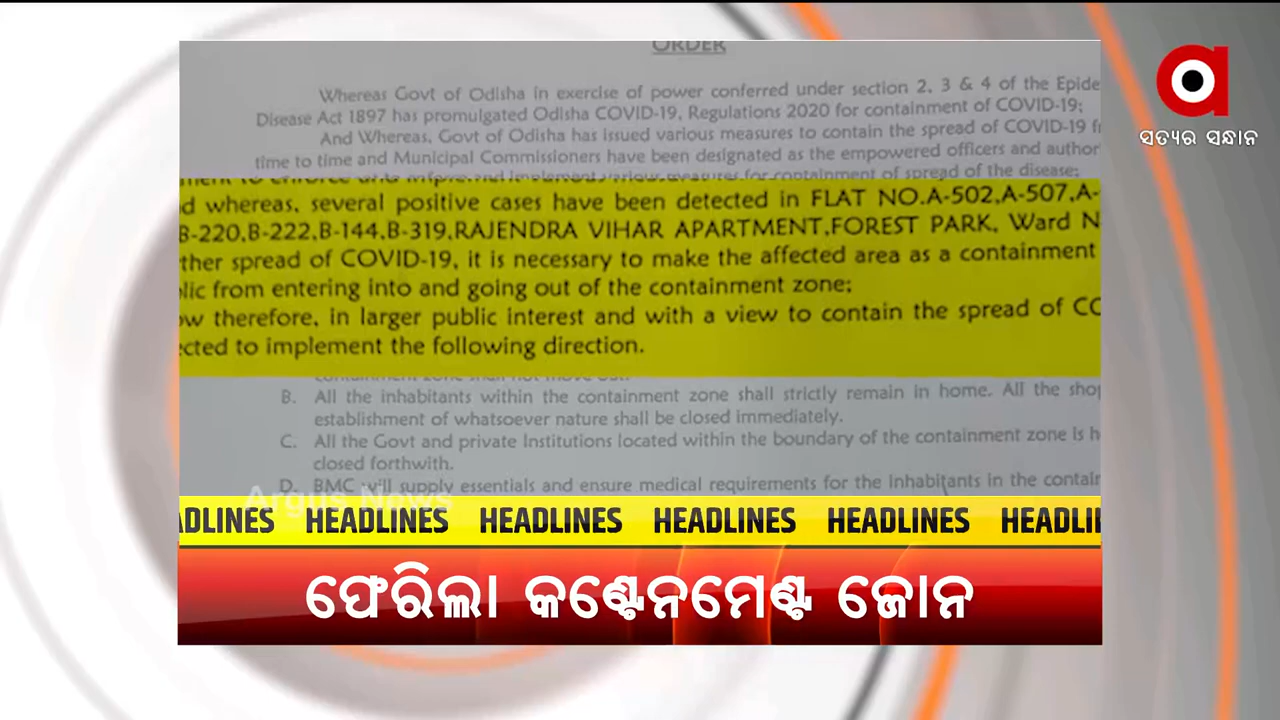 ORDER
Whereas Govt of Odisha in exercise of power conferred under section 2, 3 & 4 of the Epide
Disease Act 1897 has promulgated Odisha COVID-19, Regulations 2020 for containment of COVID-19;
And Whereas, Govt of Odisha has issued various measures to contain the spread of COVID-19 f
time to time and Municipal Commissioners have been designated as the empowered officers and author
d whereas, several positive cases have been detected in FLAT NO.A-502,A-507,A-
B-220,B-222,B-144,B-319,RAJENDRA VIHAR APARTMENT,FOREST PARK, Ward N
ther spread of COVID-19, it is necessary to make the affected area as a containment
lic from entering into and going out of the containment zone;
ow therefore, in larger public interest and with a view to contain the spread of CO
cted to implement the following direction.
B. All the inhabitants within the containment zone shall strictly remain in home. All the shop
establishment of whatsoever nature shall be closed immediately.
C. All the Govt and private Institutions located within the boundary of the containment zone is h
closed forthwith.
D. BMC will supply essentials and ensure medical requirements for the inhabitants in the contain
Argus News
ADLINES HEADLINES HEADLINES HEADLINES HEADLINES HEADLI
ଫେରିଲା କଣ୍ଟେନମେଣ୍ଟ ଜୋନ
a
ସତ୍ୟର ସନ୍ଧାନ